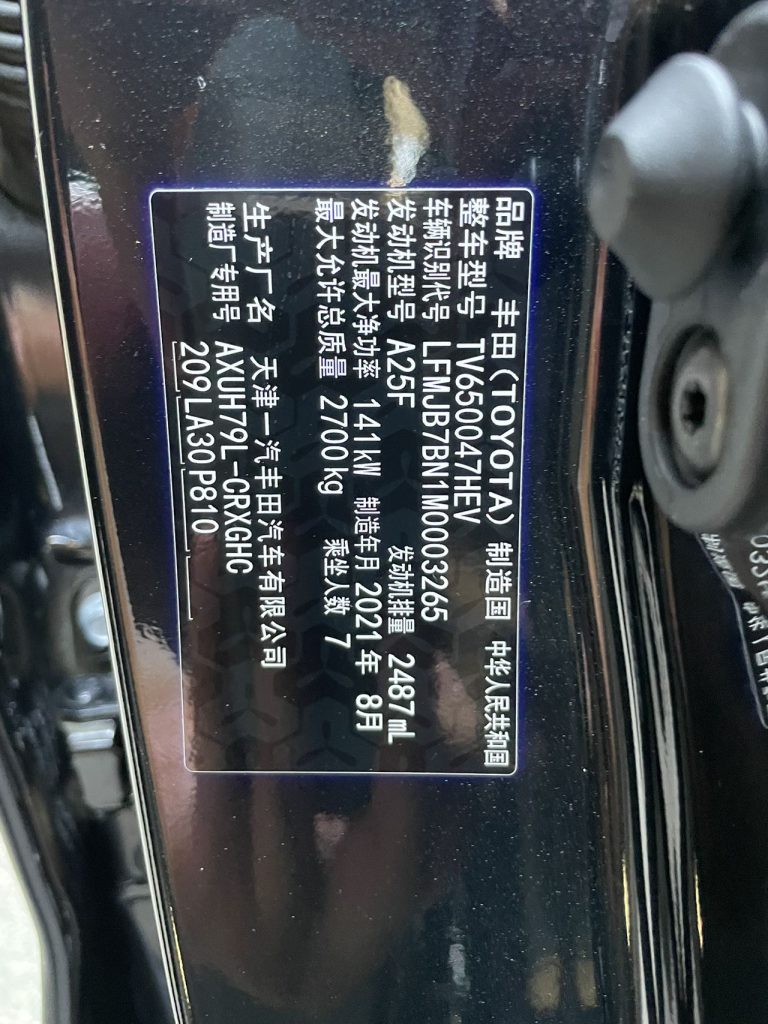 品牌 丰田(TOYOTA) 制造国 中华人民共和国
整车型号 TV650047HEV
车辆识别代号 LFMJB7BN1M0003265
发动机型号 A25F 发动机排量 2487mL
发动机最大净功率 141kW 制造年月 2021年 8月
最大允许总质量 2700kg 乘坐人数 7
生产厂名 天津一汽丰田汽车有限公司
制造厂专用号 AXUH79L-CRXGHC
209LA30P810